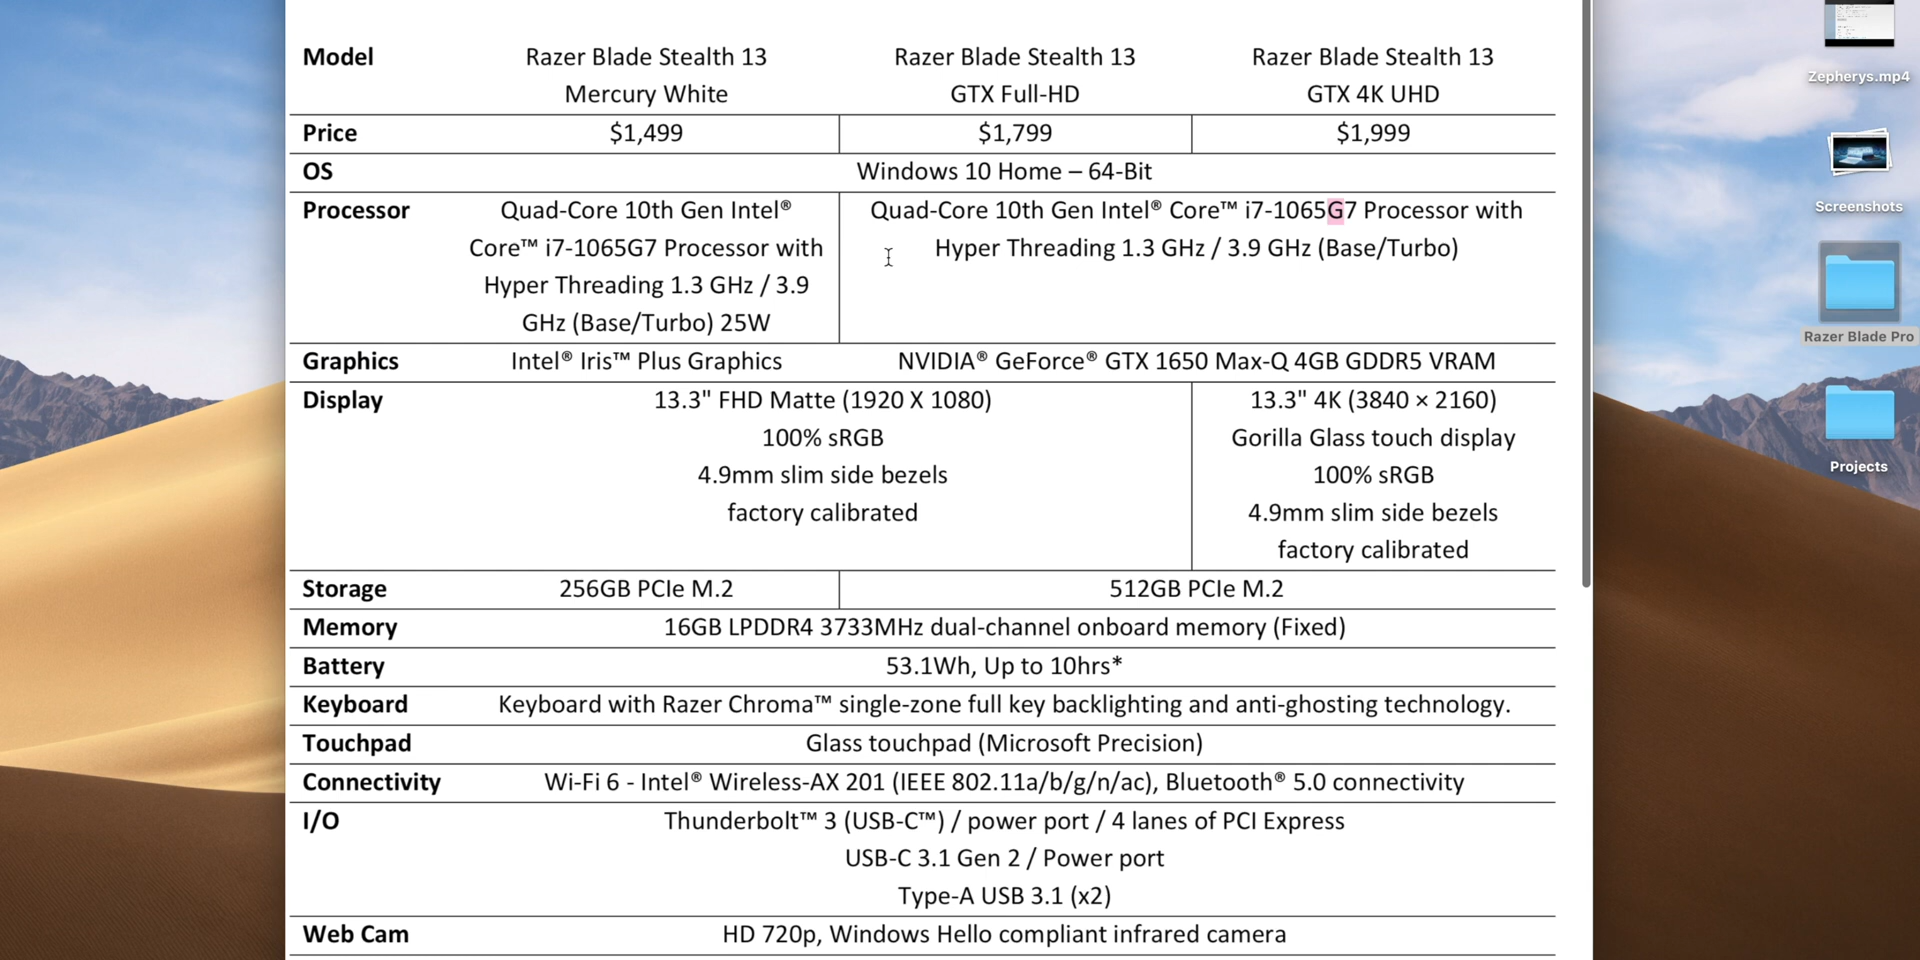 Model Razer Blade Stealth 13 Razer Blade Stealth 13 Razer Blade Stealth 13
Mercury White GTX Full-HD GTX 4K UHD
Price $1,499 $1,799 $1,999
OS Windows 10 Home – 64-Bit
Processor Quad-Core 10th Gen Intel® Quad-Core 10th Gen Intel® Core™ i7-1065G7 Processor with
Core™ i7-1065G7 Processor with Hyper Threading 1.3 GHz / 3.9 GHz (Base/Turbo)
Hyper Threading 1.3 GHz / 3.9
GHz (Base/Turbo) 25W
Graphics Intel® Iris™ Plus Graphics NVIDIA® GeForce® GTX 1650 Max-Q 4GB GDDR5 VRAM
Display 13.3" FHD Matte (1920 X 1080) 13.3" 4K (3840 × 2160)
100% sRGB Gorilla Glass touch display
4.9mm slim side bezels 100% sRGB
factory calibrated 4.9mm slim side bezels
factory calibrated
Storage 256GB PCIe M.2 512GB PCIe M.2
Memory 16GB LPDDR4 3733MHz dual-channel onboard memory (Fixed)
Battery 53.1Wh, Up to 10hrs*
Keyboard Keyboard with Razer Chroma™ single-zone full key backlighting and anti-ghosting technology.
Touchpad Glass touchpad (Microsoft Precision)
Connectivity Wi-Fi 6 - Intel® Wireless-AX 201 (IEEE 802.11a/b/g/n/ac), Bluetooth® 5.0 connectivity
I/O Thunderbolt™ 3 (USB-C™) / power port / 4 lanes of PCI Express
USB-C 3.1 Gen 2 / Power port
Type-A USB 3.1 (x2)
Web Cam HD 720p, Windows Hello compliant infrared camera
Zepherys.mp4
Screenshots
Razer Blade Pro
Projects